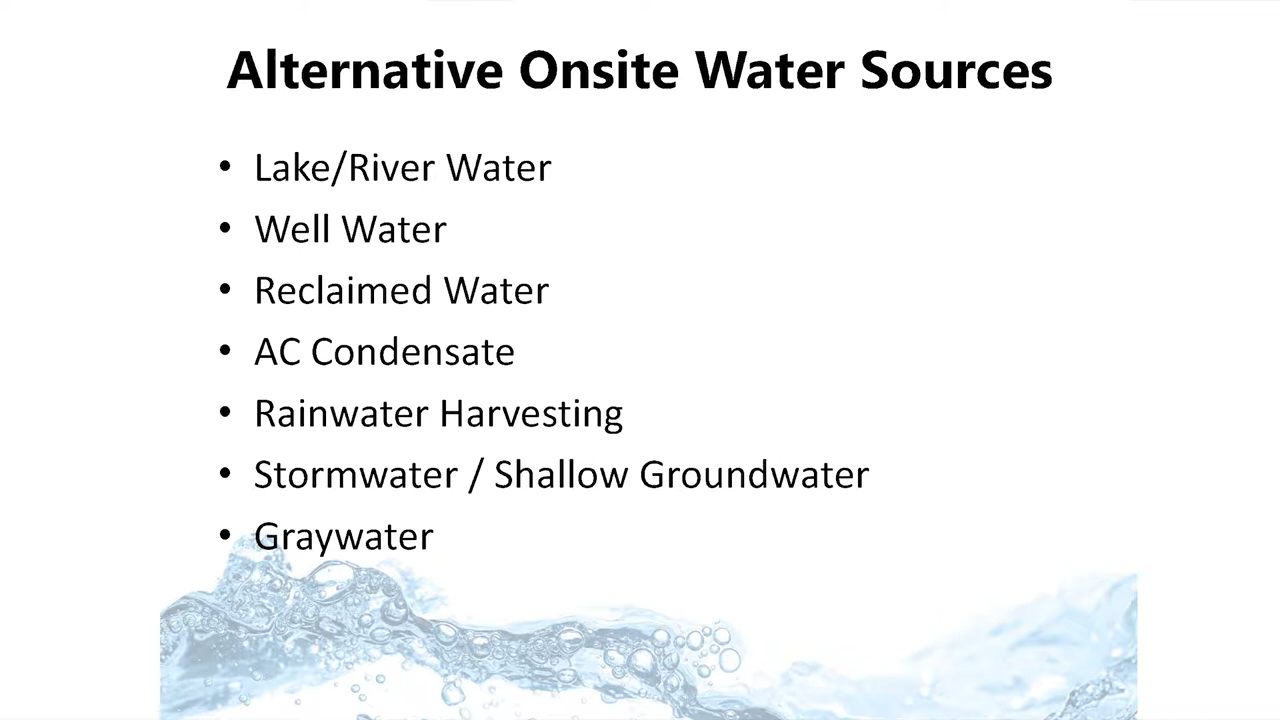 Alternative Onsite Water Sources
• Lake/River Water
• Well Water
• Reclaimed Water
• AC Condensate
• Rainwater Harvesting
• Stormwater / Shallow Groundwater
• Graywater